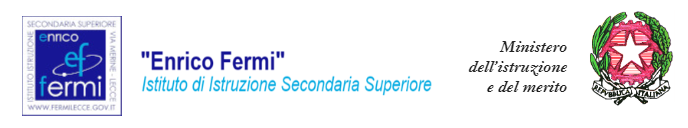 SECONDARIA SUPERIORE
ISTITUTO ISTRUZIONE
VIA MERINE - LECCE
enrico
ef
fermi
WWW.FERMILECCE.GOV.IT
"Enrico Fermi"
Istituto di Istruzione Secondaria Superiore
Ministero
dell'istruzione
e del merito
REPVBBLICA ITALIANA